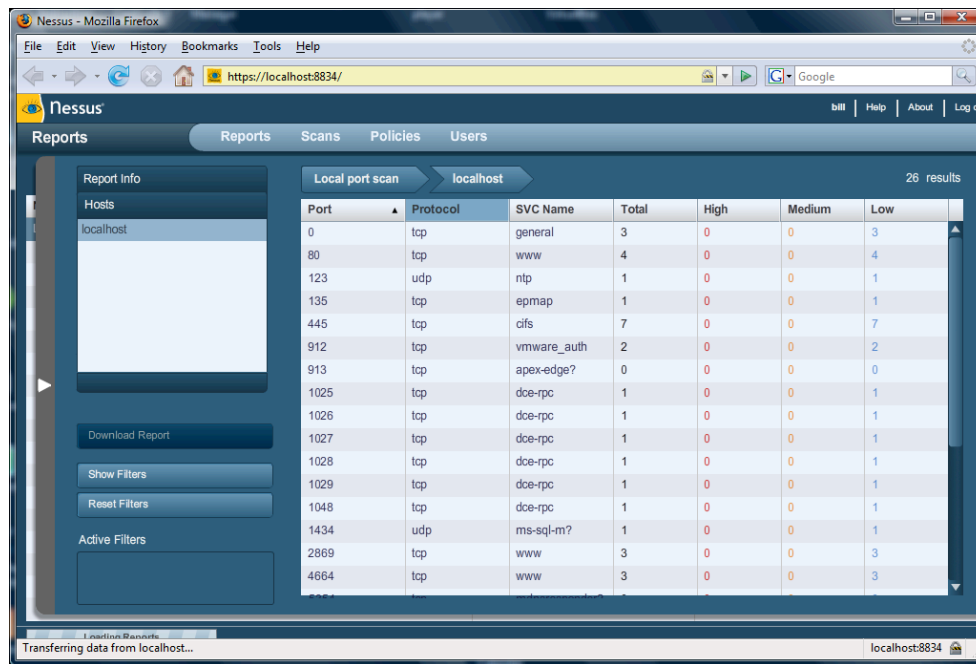 Nessus - Mozilla Firefox
File Edit View History Bookmarks Tools Help
https://localhost:8834/
G Google
Nessus
bill Help About Log
Reports
Reports Scans Policies Users
Report Info
Hosts
localhost
Download Report
Show Filters
Reset Filters
Active Filters
Local port scan localhost 26 results
Port Protocol SVC Name Total High Medium Low
0 tcp general 3 0 0 3
80 tcp www 4 0 0 4
123 udp ntp 1 0 0 1
135 tcp epmap 1 0 0 1
445 tcp cifs 7 0 0 7
912 tcp vmware_auth 2 0 0 2
913 tcp apex-edge? 0 0 0 0
1025 tcp dce-rpc 1 0 0 1
1026 tcp dce-rpc 1 0 0 1
1027 tcp dce-rpc 1 0 0 1
1028 tcp dce-rpc 1 0 0 1
1029 tcp dce-rpc 1 0 0 1
1048 tcp dce-rpc 1 0 0 1
1434 udp ms-sql-m? 1 0 0 1
2869 tcp www 3 0 0 3
4664 tcp www 3 0 0 3
Loading Reports
Transferring data from localhost...
localhost:8834